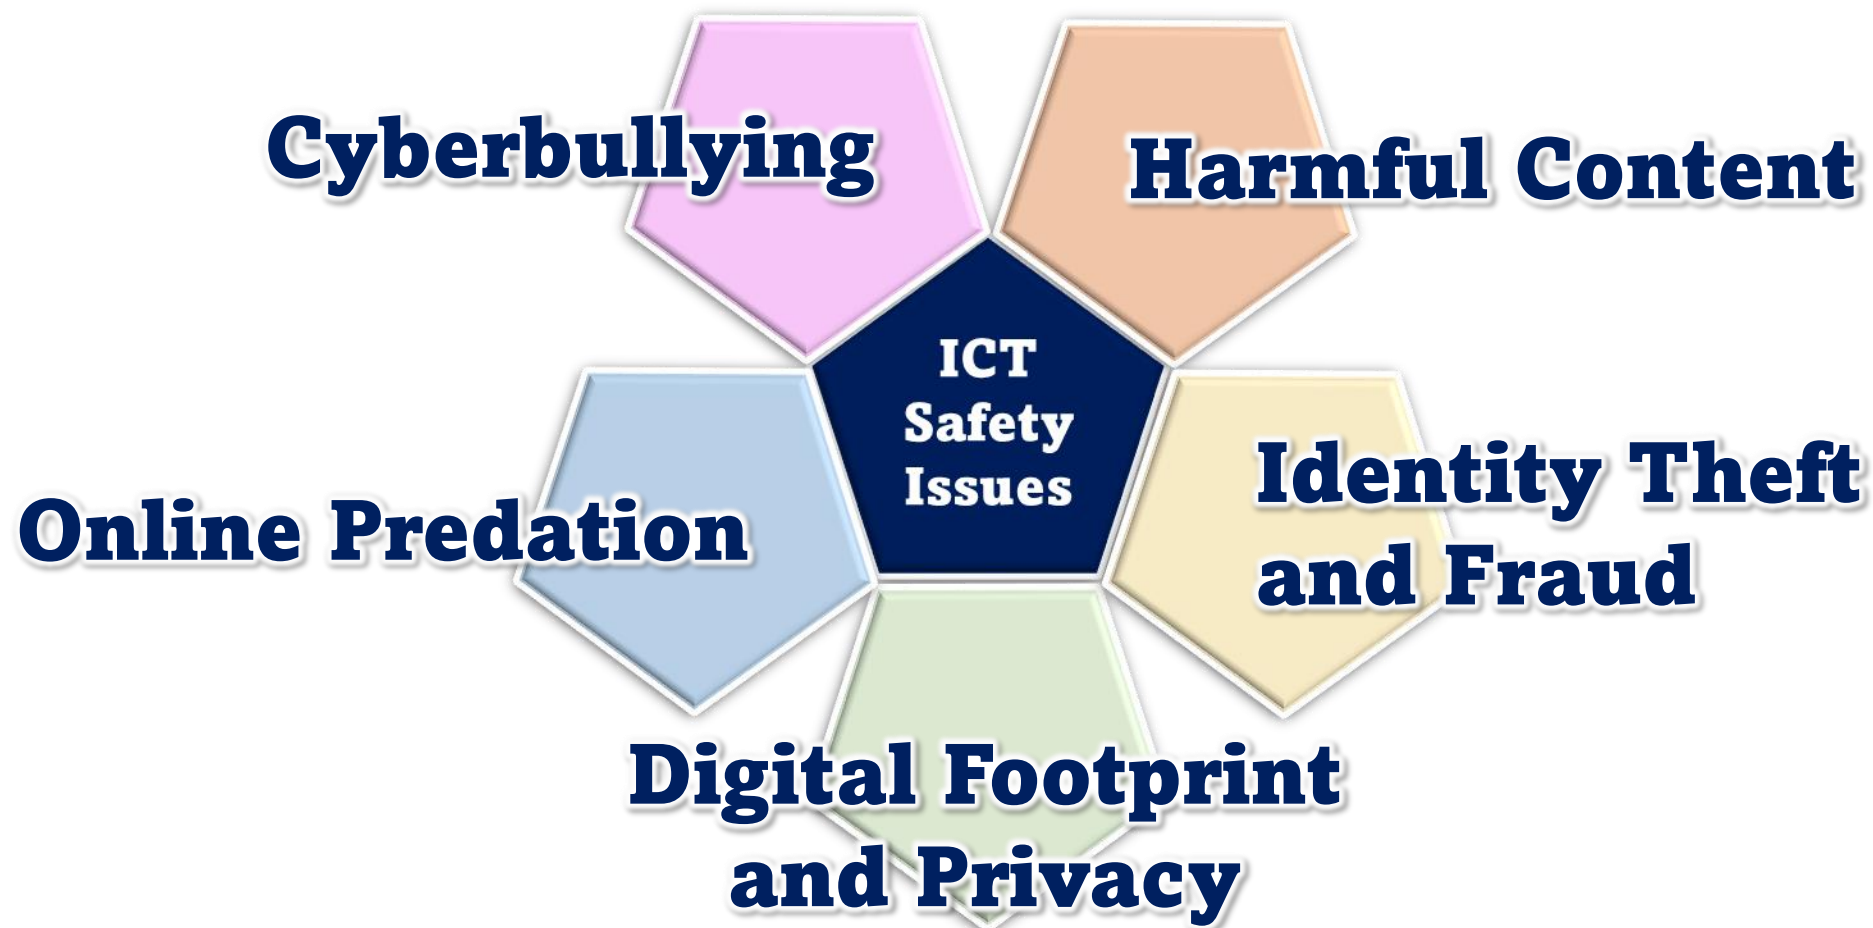 Cyberbullying
Harmful Content
ICT
Safety
Issues
Online Predation
Identity Theft
and Fraud
Digital Footprint
and Privacy